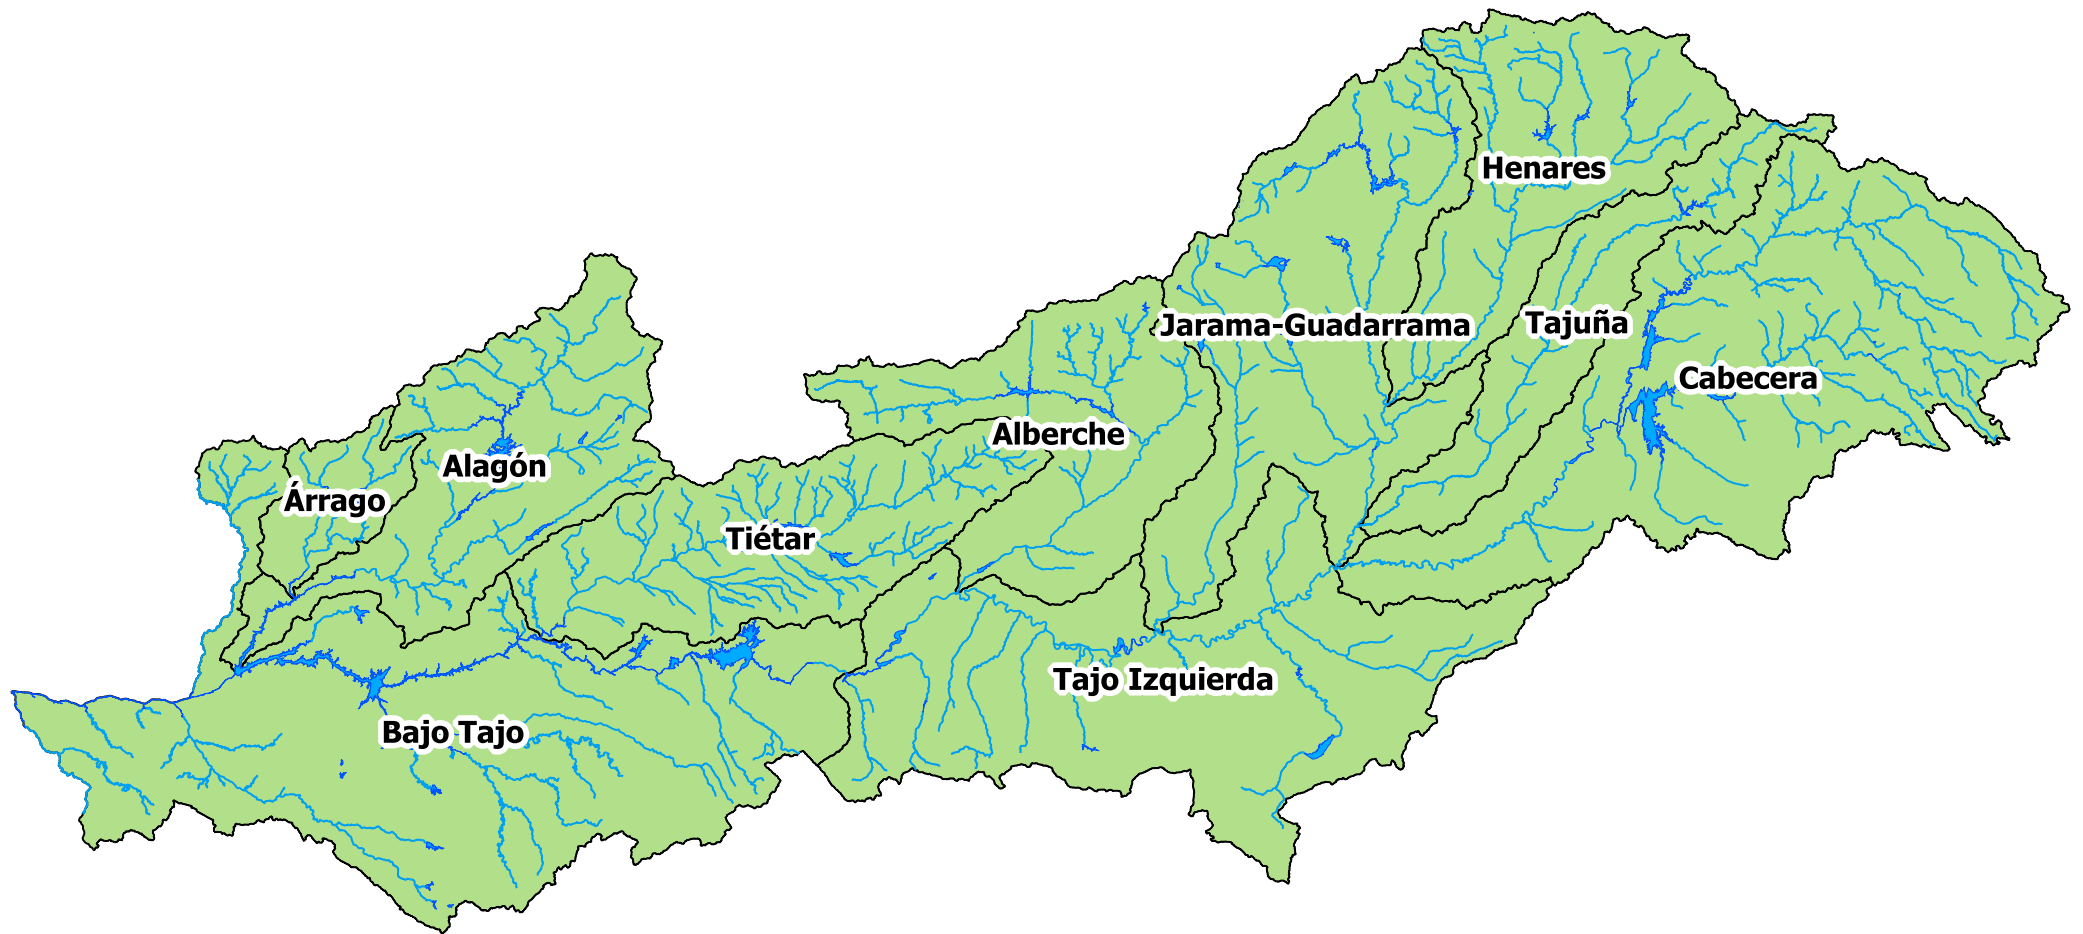 Henares
Jarama-Guadarrama
Tajuña
Cabecera
Alberche
Alagón
Árrago
Tiétar
Tajo Izquierda
Bajo Tajo